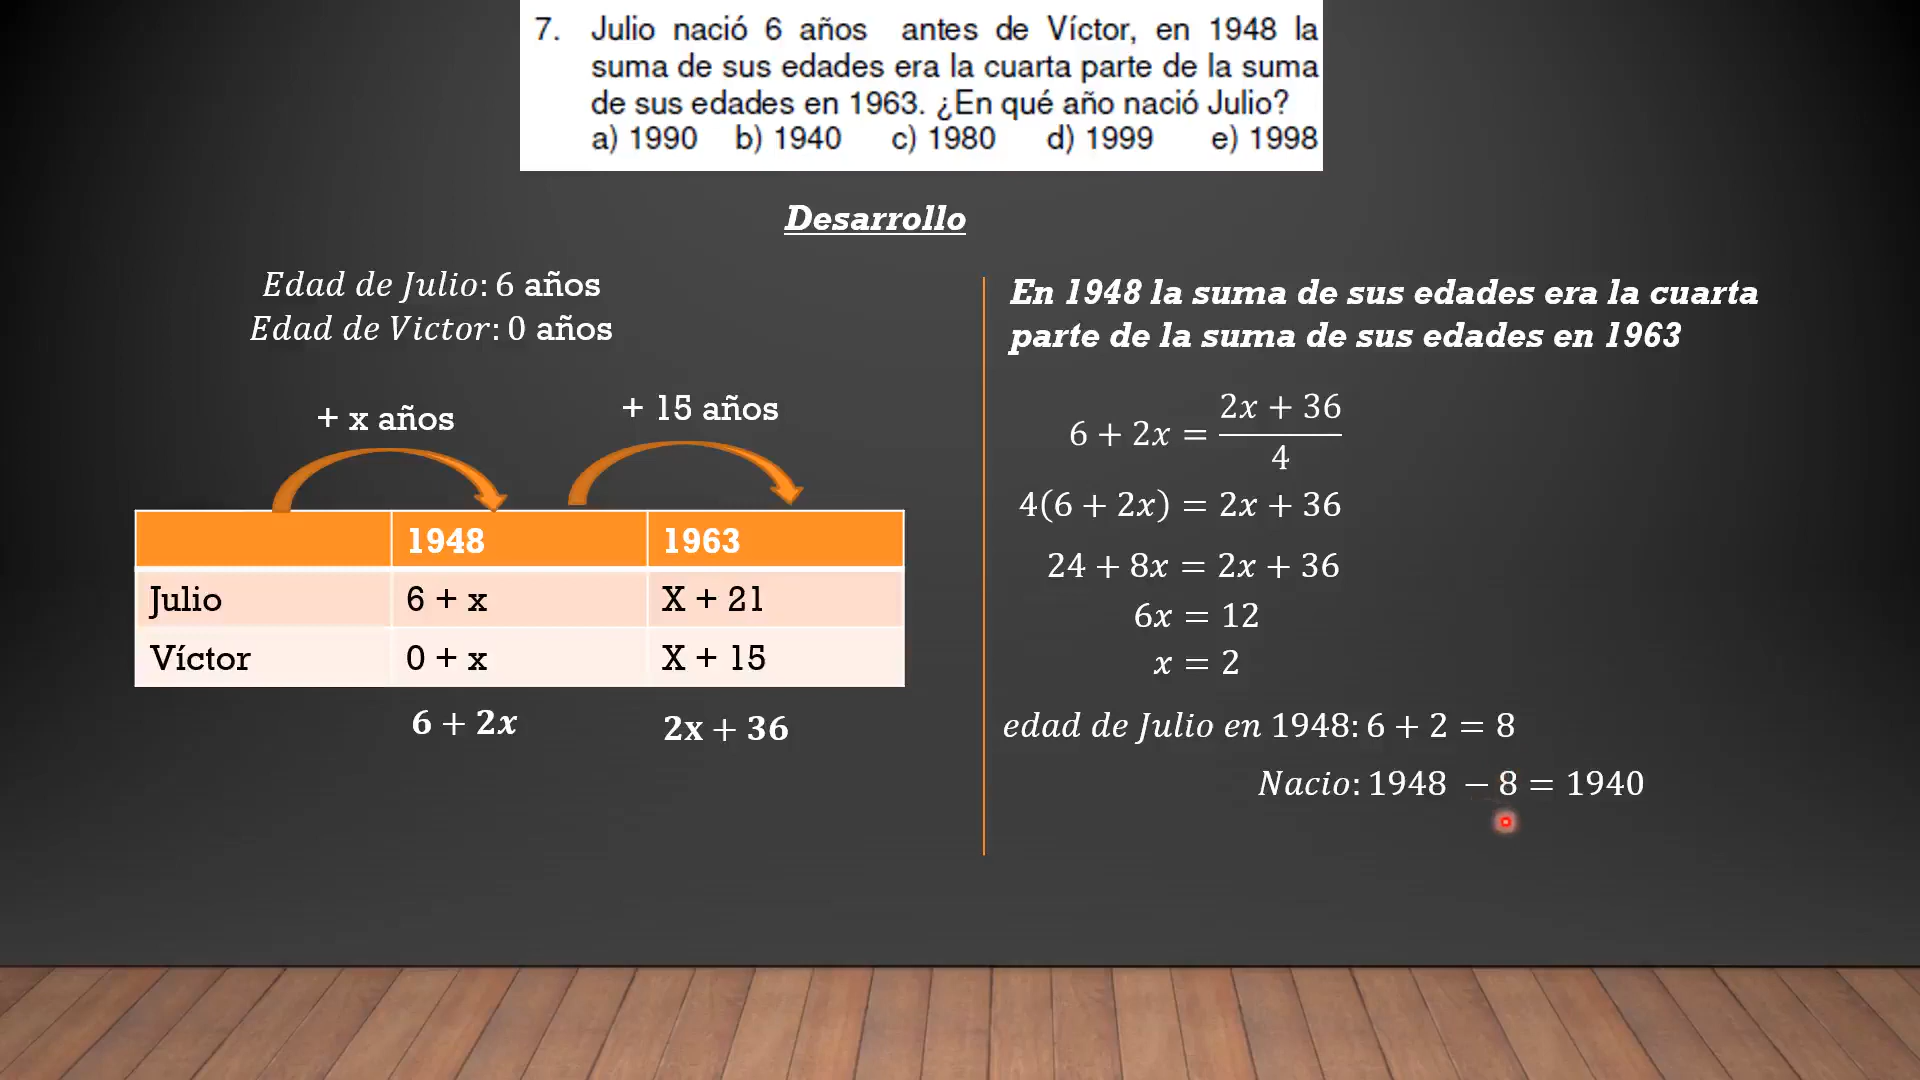 7. Julio nació 6 años antes de Víctor, en 1948 la
suma de sus edades era la cuarta parte de la suma
de sus edades en 1963. ¿En qué año nació Julio?
a) 1990 b) 1940 c) 1980 d) 1999 e) 1998
Desarrollo
Edad de Julio: 6 años
Edad de Victor: 0 años
+ x años
+ 15 años
1948 1963
Julio 6 + x X + 21
Víctor 0 + x X + 15
6 + 2x 2x + 36
En 1948 la suma de sus edades era la cuarta
parte de la suma de sus edades en 1963
6 + 2x = (2x + 36)/4
4(6 + 2x) = 2x + 36
24 + 8x = 2x + 36
6x = 12
x = 2
edad de Julio en 1948: 6 + 2 = 8
Nacio: 1948 − 8 = 1940